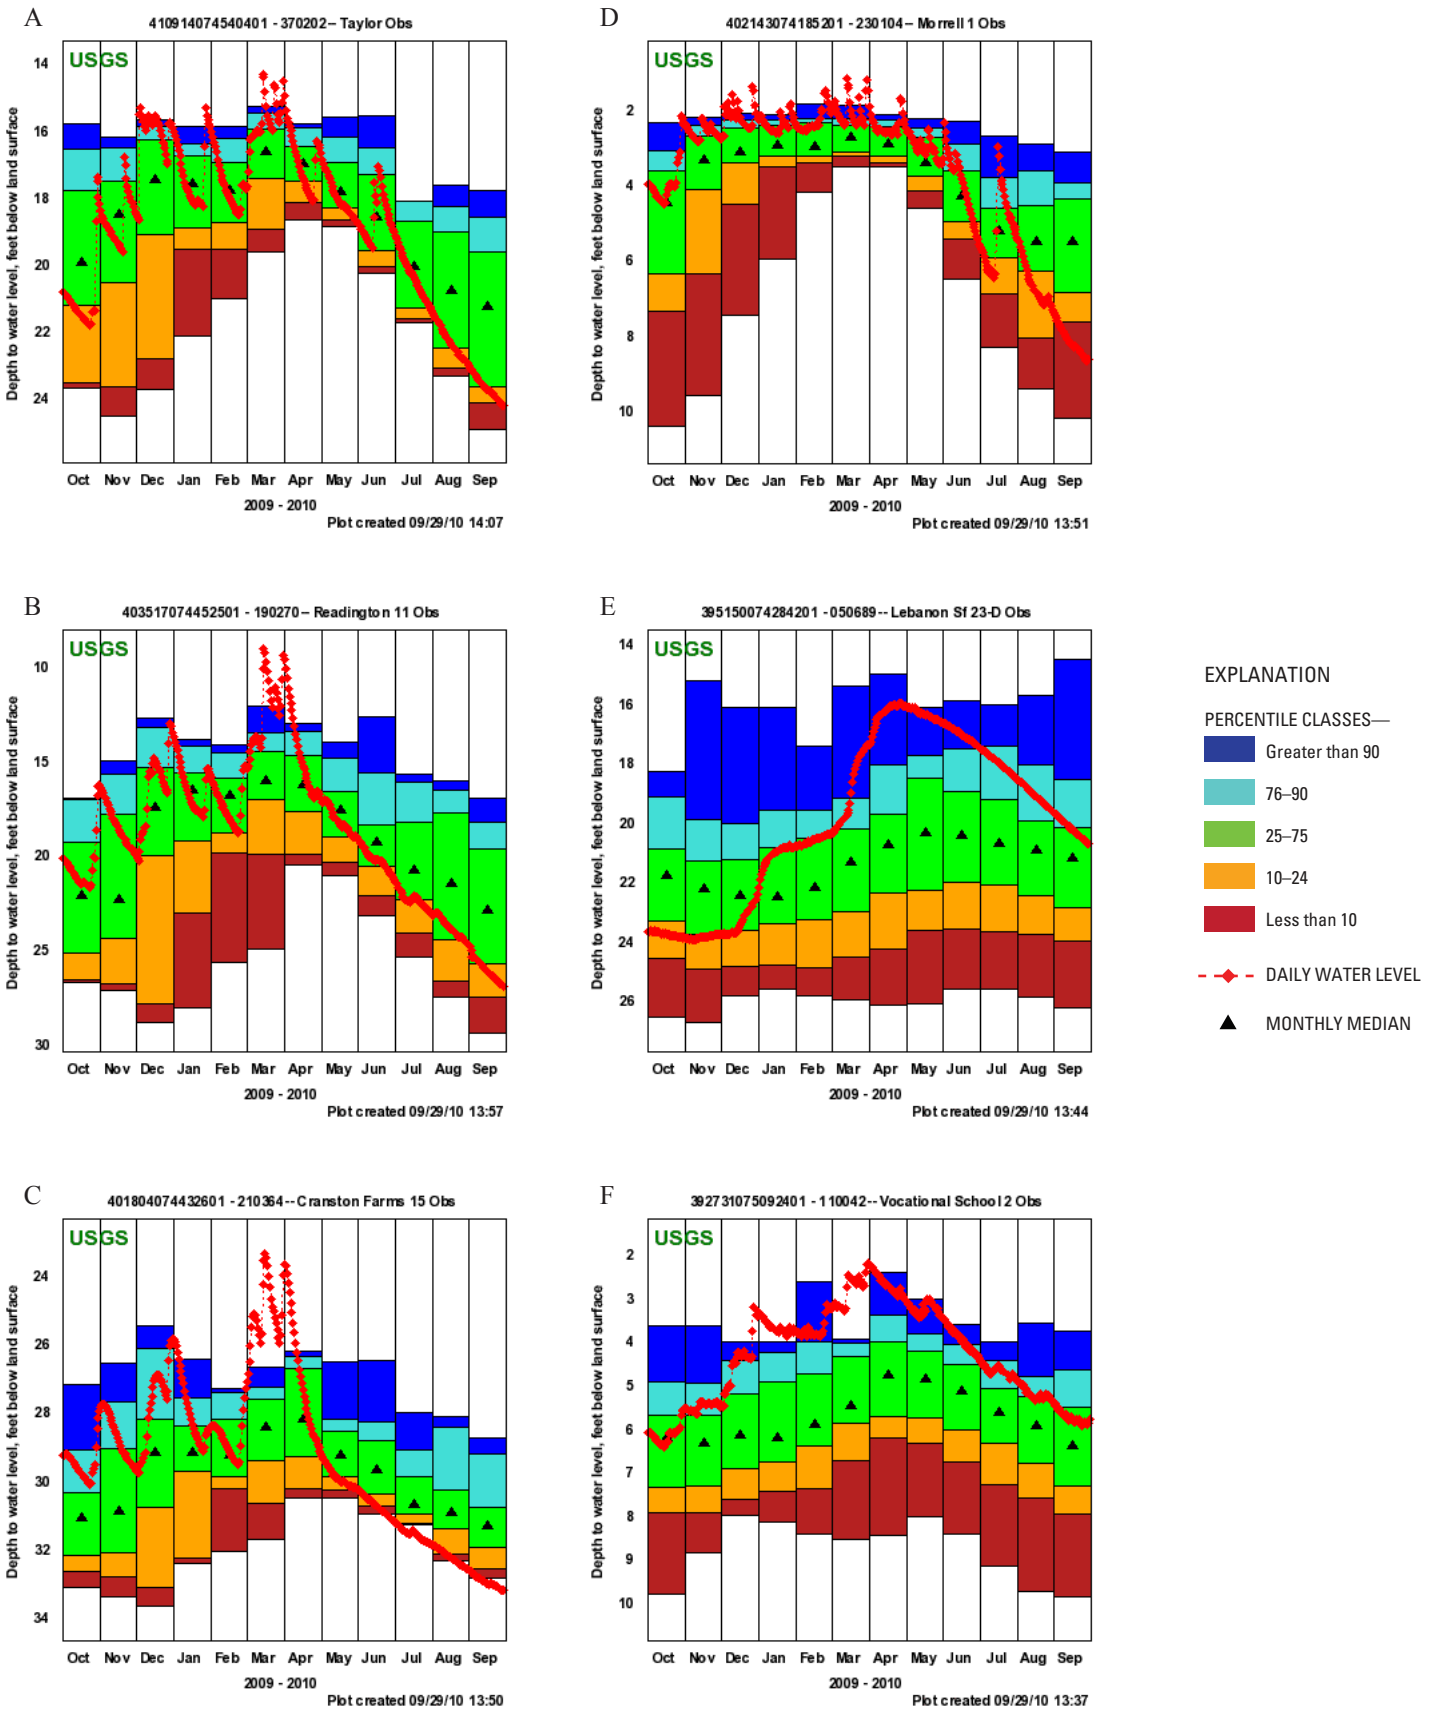 A
410914074540401 - 370202 -- Taylor Obs
USGS
Depth to water level, feet below land surface
14
16
18
20
22
24
Oct Nov Dec Jan Feb Mar Apr May Jun Jul Aug Sep
2009 - 2010
Plot created 09/29/10 14:07
D
402143074185201 - 230104 -- Morrell 1 Obs
USGS
Depth to water level, feet below land surface
2
4
6
8
10
Oct Nov Dec Jan Feb Mar Apr May Jun Jul Aug Sep
2009 - 2010
Plot created 09/29/10 13:51
B
403517074452501 - 190270 -- Readington 11 Obs
USGS
Depth to water level, feet below land surface
10
15
20
25
30
Oct Nov Dec Jan Feb Mar Apr May Jun Jul Aug Sep
2009 - 2010
Plot created 09/29/10 13:57
E
395150074284201 - 050689 -- Lebanon Sf 23-D Obs
USGS
Depth to water level, feet below land surface
14
16
18
20
22
24
26
Oct Nov Dec Jan Feb Mar Apr May Jun Jul Aug Sep
2009 - 2010
Plot created 09/29/10 13:44
C
401804074432601 - 210364 -- Cranston Farms 15 Obs
USGS
Depth to water level, feet below land surface
24
26
28
30
32
34
Oct Nov Dec Jan Feb Mar Apr May Jun Jul Aug Sep
2009 - 2010
Plot created 09/29/10 13:50
F
392731075092401 - 110042 -- Vocational School 2 Obs
USGS
Depth to water level, feet below land surface
2
3
4
5
6
7
8
9
10
Oct Nov Dec Jan Feb Mar Apr May Jun Jul Aug Sep
2009 - 2010
Plot created 09/29/10 13:37
EXPLANATION
PERCENTILE CLASSES—
Greater than 90
76–90
25–75
10–24
Less than 10
DAILY WATER LEVEL
MONTHLY MEDIAN